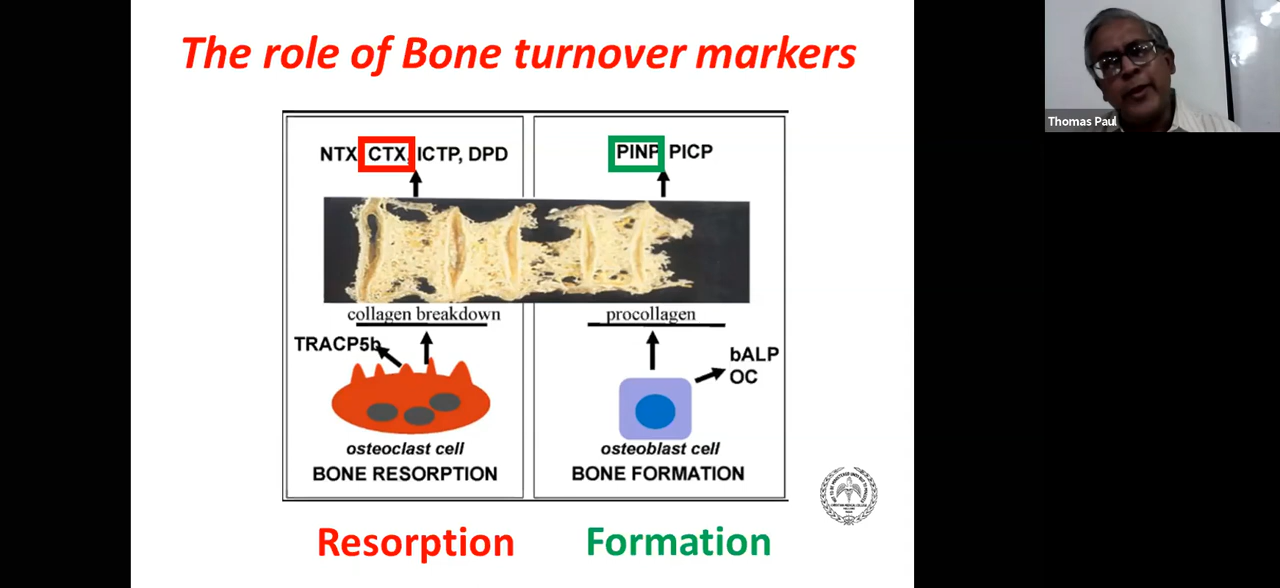 The role of Bone turnover markers
Thomas Paul
NTX, CTX, ICTP, DPD
PINP PICP
collagen breakdown
procollagen
TRACP5b
bALP
OC
osteoclast cell
osteoblast cell
BONE RESORPTION
BONE FORMATION
Resorption
Formation